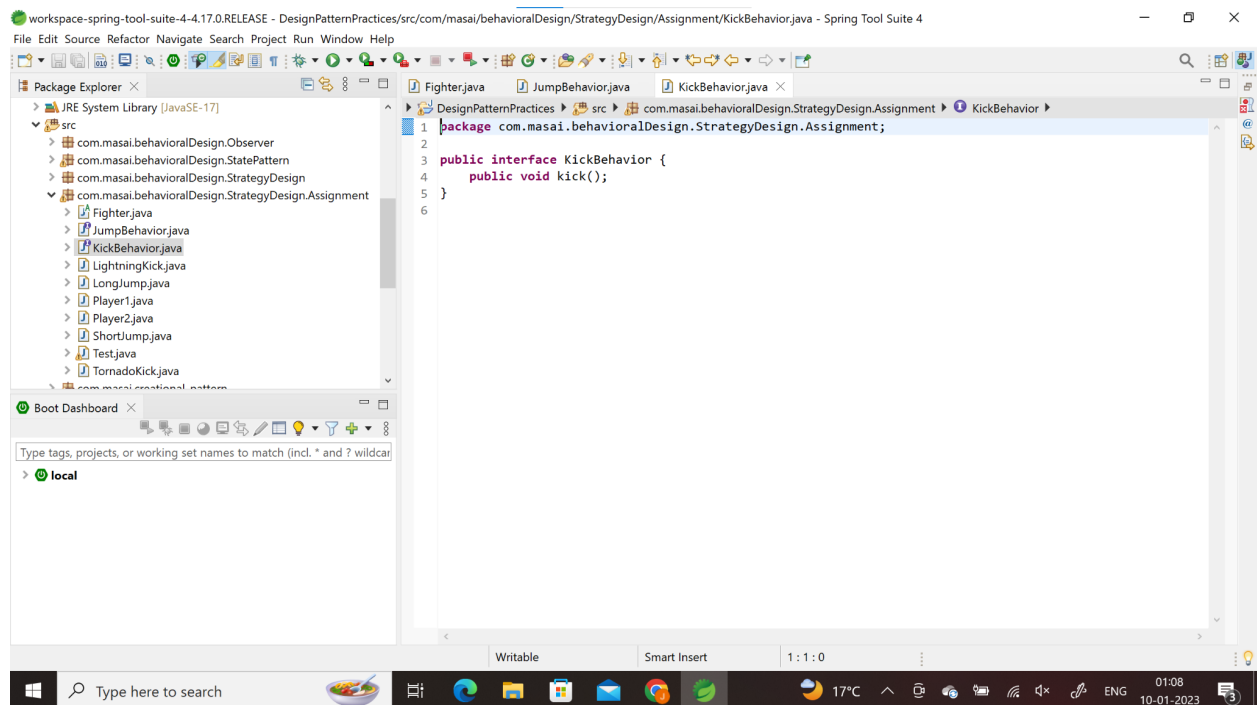 workspace-spring-tool-suite-4-4.17.0.RELEASE - DesignPatternPractices/src/com/masai/behavioralDesign/StrategyDesign/Assignment/KickBehavior.java - Spring Tool Suite 4
File Edit Source Refactor Navigate Search Project Run Window Help
Package Explorer
JRE System Library [JavaSE-17]
src
com.masai.behavioralDesign.Observer
com.masai.behavioralDesign.StatePattern
com.masai.behavioralDesign.StrategyDesign
com.masai.behavioralDesign.StrategyDesign.Assignment
Fighter.java
JumpBehavior.java
KickBehavior.java
LightningKick.java
LongJump.java
Player1.java
Player2.java
ShortJump.java
Test.java
TornadoKick.java
com.masai.creational_pattern
Boot Dashboard
Type tags, projects, or working set names to match (incl. * and ? wildcar
local
Fighter.java JumpBehavior.java KickBehavior.java
DesignPatternPractices src com.masai.behavioralDesign.StrategyDesign.Assignment KickBehavior
1 package com.masai.behavioralDesign.StrategyDesign.Assignment;
2
3 public interface KickBehavior {
4 public void kick();
5 }
6
Writable Smart Insert 1 : 1 : 0
Type here to search 17°C ENG 01:08
10-01-2023 3